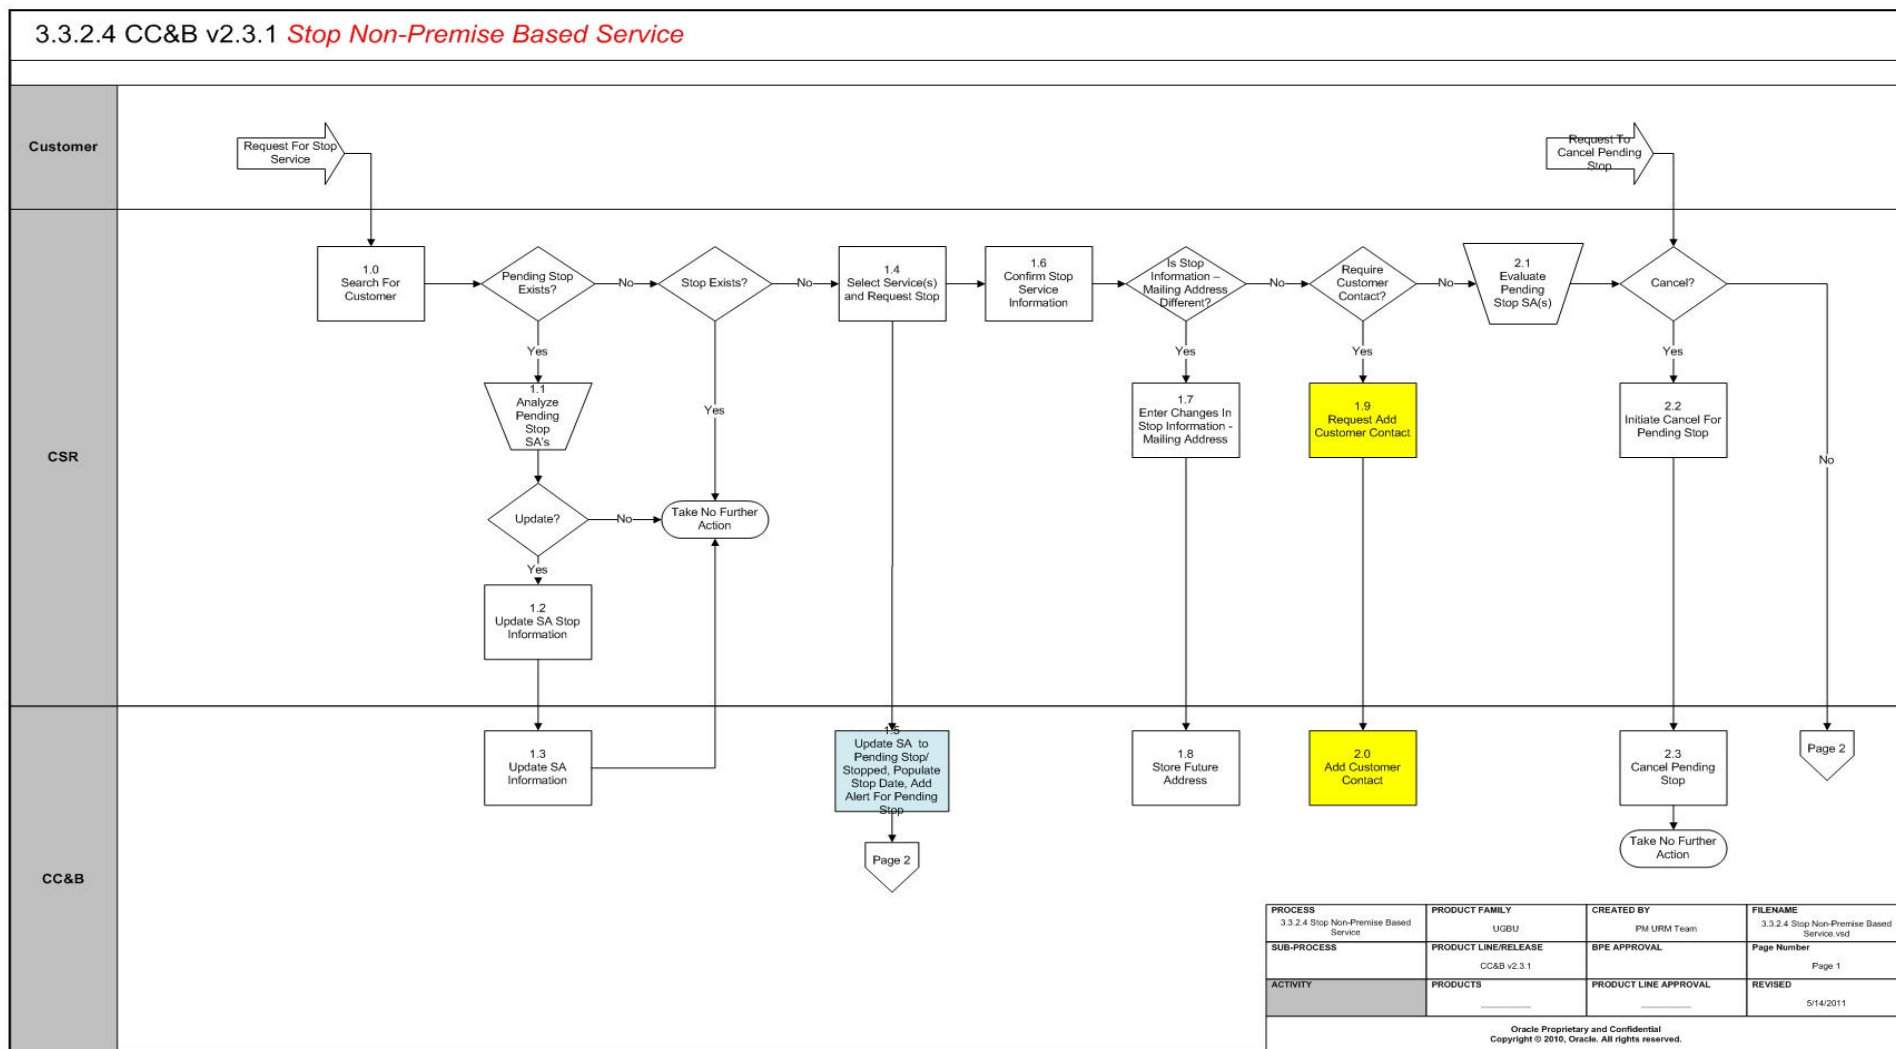 3.3.2.4 CC&B v2.3.1 Stop Non-Premise Based Service
Customer
Request For Stop
Service
Request To
Cancel Pending
Stop
CSR
1.0
Search For
Customer
Pending Stop
Exists?
No
Stop Exists?
No
1.4
Select Service(s)
and Request Stop
1.6
Confirm Stop
Service
Information
Is Stop
Information –
Mailing Address
Different?
No
Require
Customer
Contact?
No
2.1
Evaluate
Pending
Stop SA(s)
Cancel?
Yes
Yes
Yes
Yes
Yes
No
1.1
Analyze
Pending
Stop
SA's
1.7
Enter Changes In
Stop Information -
Mailing Address
1.9
Request Add
Customer Contact
2.2
Initiate Cancel For
Pending Stop
Update?
No
Take No Further
Action
Yes
1.2
Update SA Stop
Information
CC&B
1.3
Update SA
Information
1.5
Update SA to
Pending Stop/
Stopped, Populate
Stop Date, Add
Alert For Pending
Stop
1.8
Store Future
Address
2.0
Add Customer
Contact
2.3
Cancel Pending
Stop
Page 2
Page 2
Take No Further
Action
PROCESS
3.3.2.4 Stop Non-Premise Based
Service
PRODUCT FAMILY
UGBU
CREATED BY
PM URM Team
FILENAME
3.3.2.4 Stop Non-Premise Based
Service.vsd
SUB-PROCESS
PRODUCT LINE/RELEASE
CC&B v2.3.1
BPE APPROVAL
Page Number
Page 1
ACTIVITY
PRODUCTS
PRODUCT LINE APPROVAL
REVISED
5/14/2011
Oracle Proprietary and Confidential
Copyright © 2010, Oracle. All rights reserved.